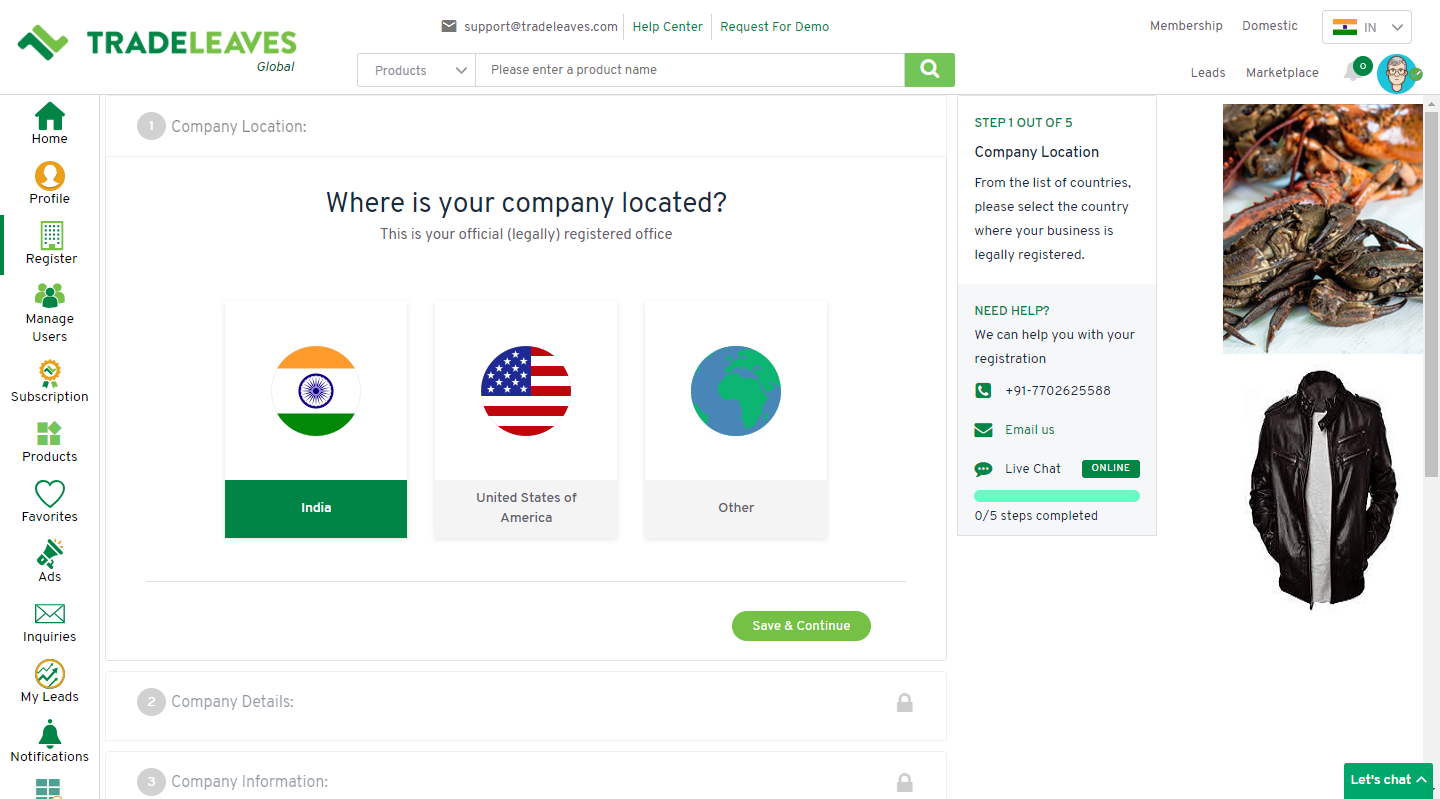 support@tradeleaves.com
Help Center
Request For Demo
Membership
Domestic
IN
TRADELEAVES
Global
Products
Please enter a product name
Leads
Marketplace
0
Home
Profile
Register
Manage
Users
Subscription
Products
Favorites
Ads
Inquiries
My Leads
Notifications
1 Company Location:
Where is your company located?
This is your official (legally) registered office
India
United States of
America
Other
Save & Continue
2 Company Details:
3 Company Information:
STEP 1 OUT OF 5
Company Location
From the list of countries,
please select the country
where your business is
legally registered.
NEED HELP?
We can help you with your
registration
+91-7702625588
Email us
Live Chat ONLINE
0/5 steps completed
Let's chat